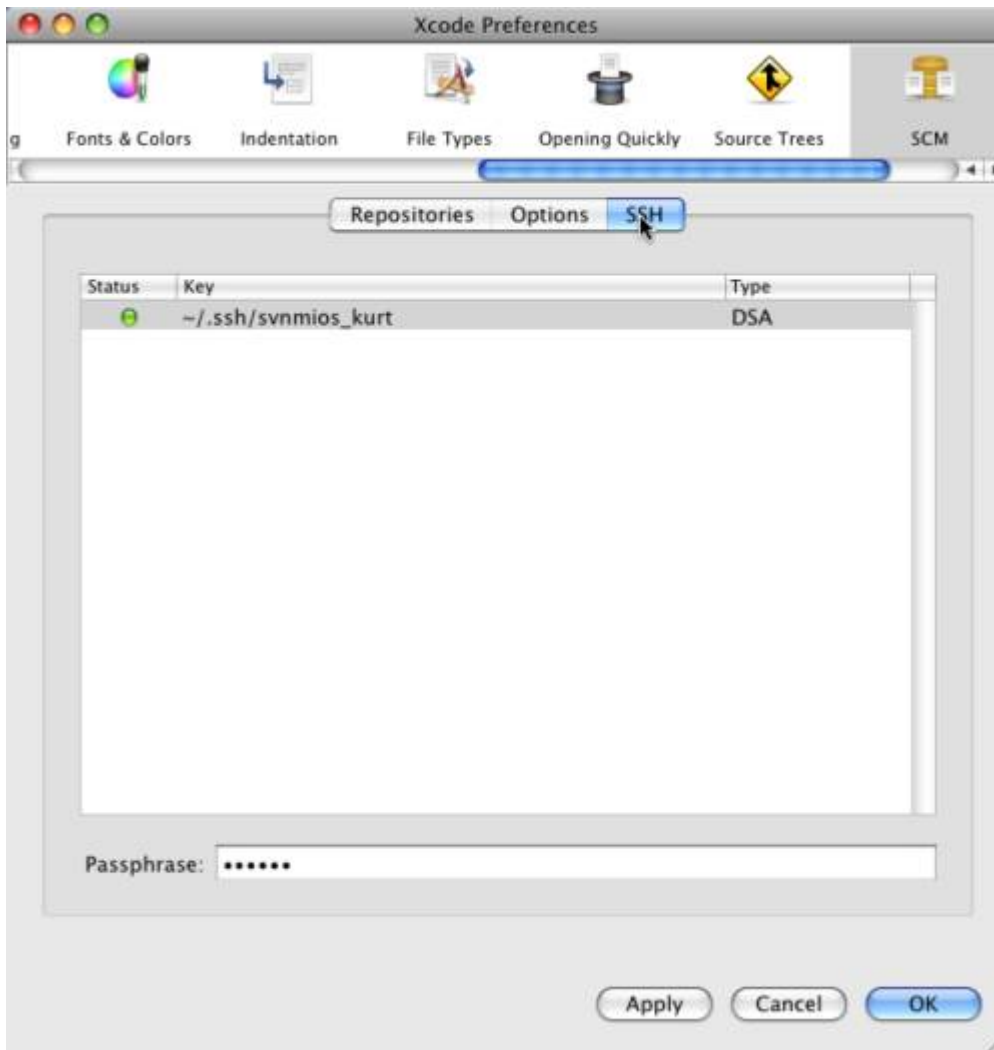 Xcode Preferences
g Fonts & Colors Indentation File Types Opening Quickly Source Trees SCM
Repositories Options SSH
Status Key Type
~/.ssh/svnmios_kurt DSA
Passphrase: ••••••
Apply Cancel OK